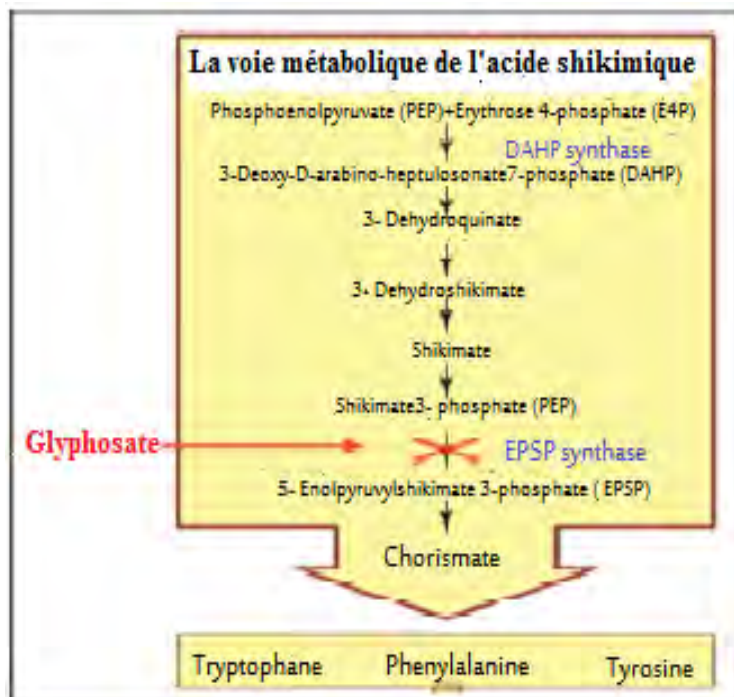 La voie métabolique de l'acide shikimique
Phosphoenolpyruvate (PEP)+Erythrose 4-phosphate (E4P)
DAHP synthase
3-Deoxy-D-arabino-heptulosonate7-phosphate (DAHP)
3- Dehydroquinate
3- Dehydroshikimate
Shikimate
Shikimate3- phosphate (PEP)
Glyphosate
EPSP synthase
5- Enolpyruvylshikimate 3-phosphate ( EPSP)
Chorismate
Tryptophane Phenylalanine Tyrosine